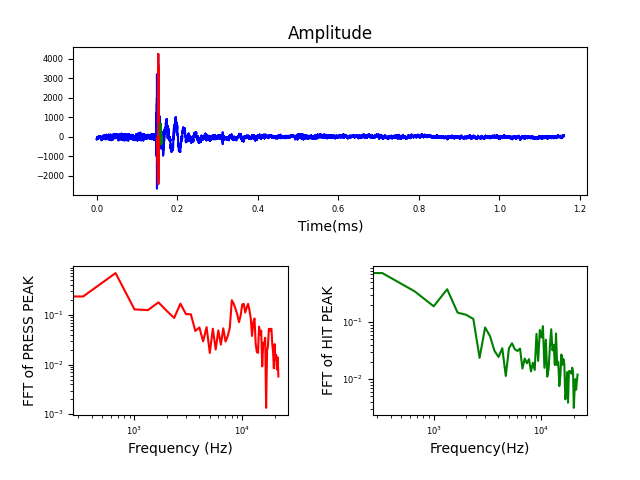 Amplitude
4000
3000
2000
1000
0
−1000
−2000
0.0 0.2 0.4 0.6 0.8 1.0 1.2
Time(ms)
FFT of PRESS PEAK
10⁻¹
10⁻²
10⁻³
10³ 10⁴
Frequency (Hz)
FFT of HIT PEAK
10⁻¹
10⁻²
10³ 10⁴
Frequency(Hz)